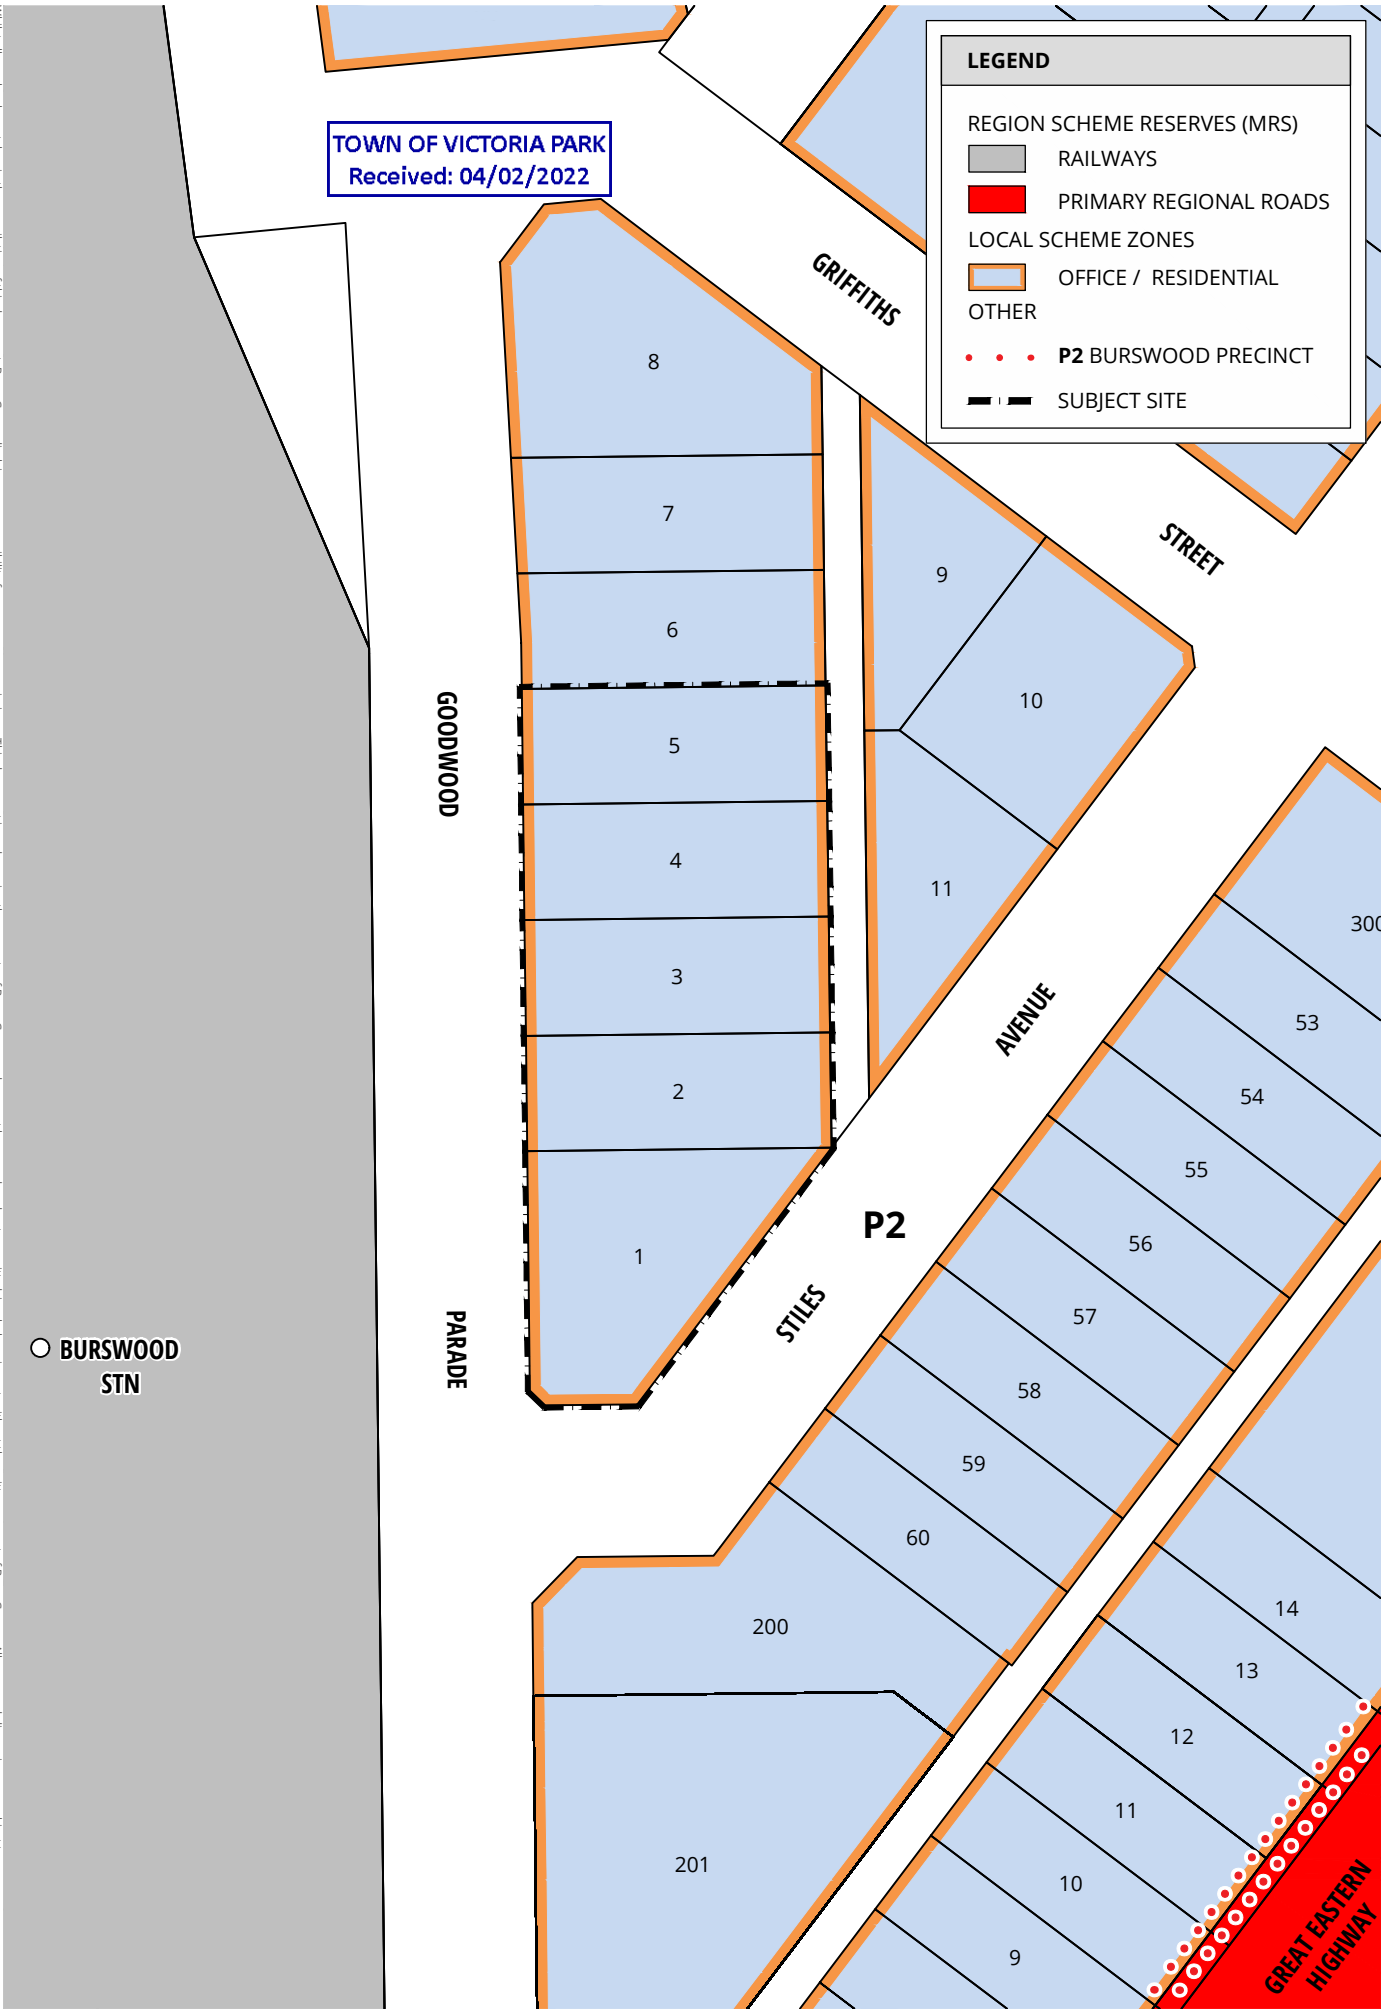 TOWN OF VICTORIA PARK
Received: 04/02/2022
LEGEND
REGION SCHEME RESERVES (MRS)
RAILWAYS
PRIMARY REGIONAL ROADS
LOCAL SCHEME ZONES
OFFICE / RESIDENTIAL
OTHER
P2 BURSWOOD PRECINCT
SUBJECT SITE
GRIFFITHS
STREET
8
7
6
5
4
3
2
1
9
10
11
GOODWOOD
PARADE
AVENUE
STILES
P2
BURSWOOD
STN
300
53
54
55
56
57
58
59
60
200
201
14
13
12
11
10
9
GREAT EASTERN
HIGHWAY